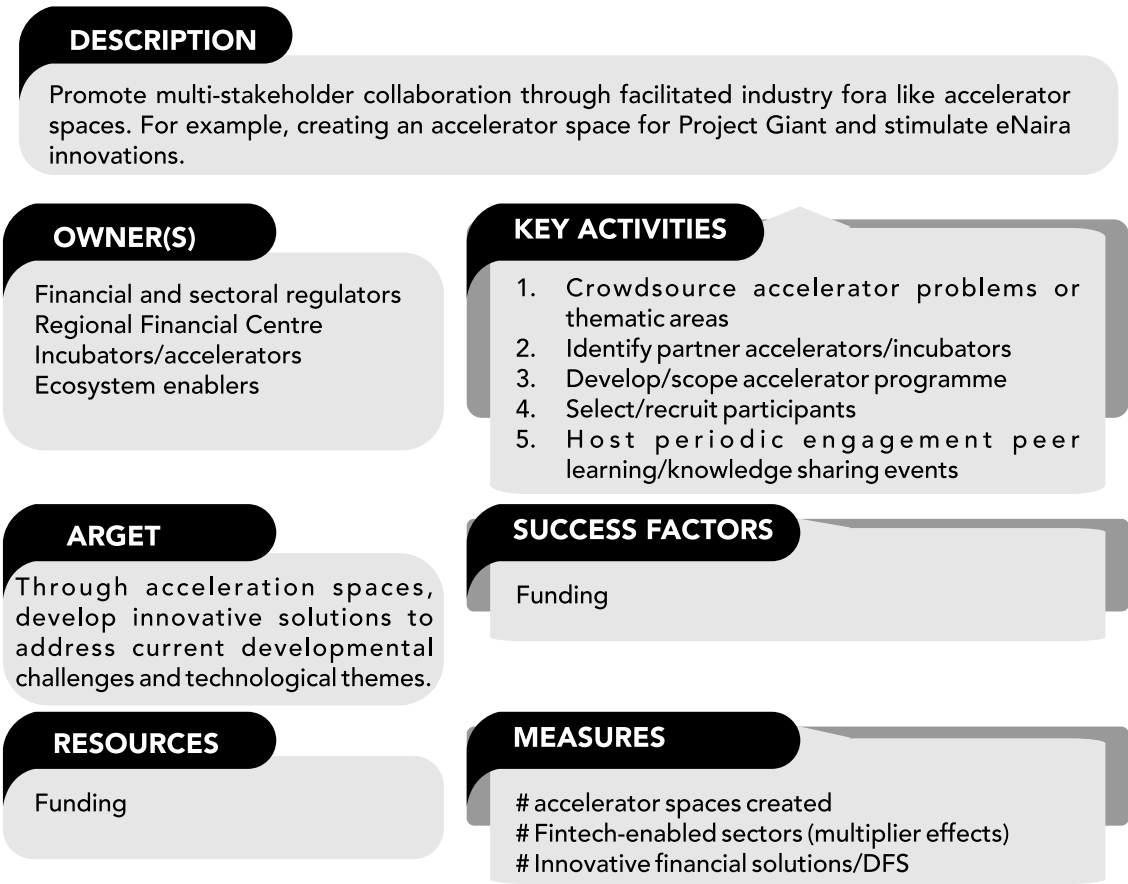 DESCRIPTION
Promote multi-stakeholder collaboration through facilitated industry fora like accelerator
spaces. For example, creating an accelerator space for Project Giant and stimulate eNaira
innovations.
OWNER(S)
Financial and sectoral regulators
Regional Financial Centre
Incubators/accelerators
Ecosystem enablers
KEY ACTIVITIES
1. Crowdsource accelerator problems or
thematic areas
2. Identify partner accelerators/incubators
3. Develop/scope accelerator programme
4. Select/recruit participants
5. Host periodic engagement peer
learning/knowledge sharing events
ARGET
Through acceleration spaces,
develop innovative solutions to
address current developmental
challenges and technological themes.
SUCCESS FACTORS
Funding
RESOURCES
Funding
MEASURES
# accelerator spaces created
# Fintech-enabled sectors (multiplier effects)
# Innovative financial solutions/DFS